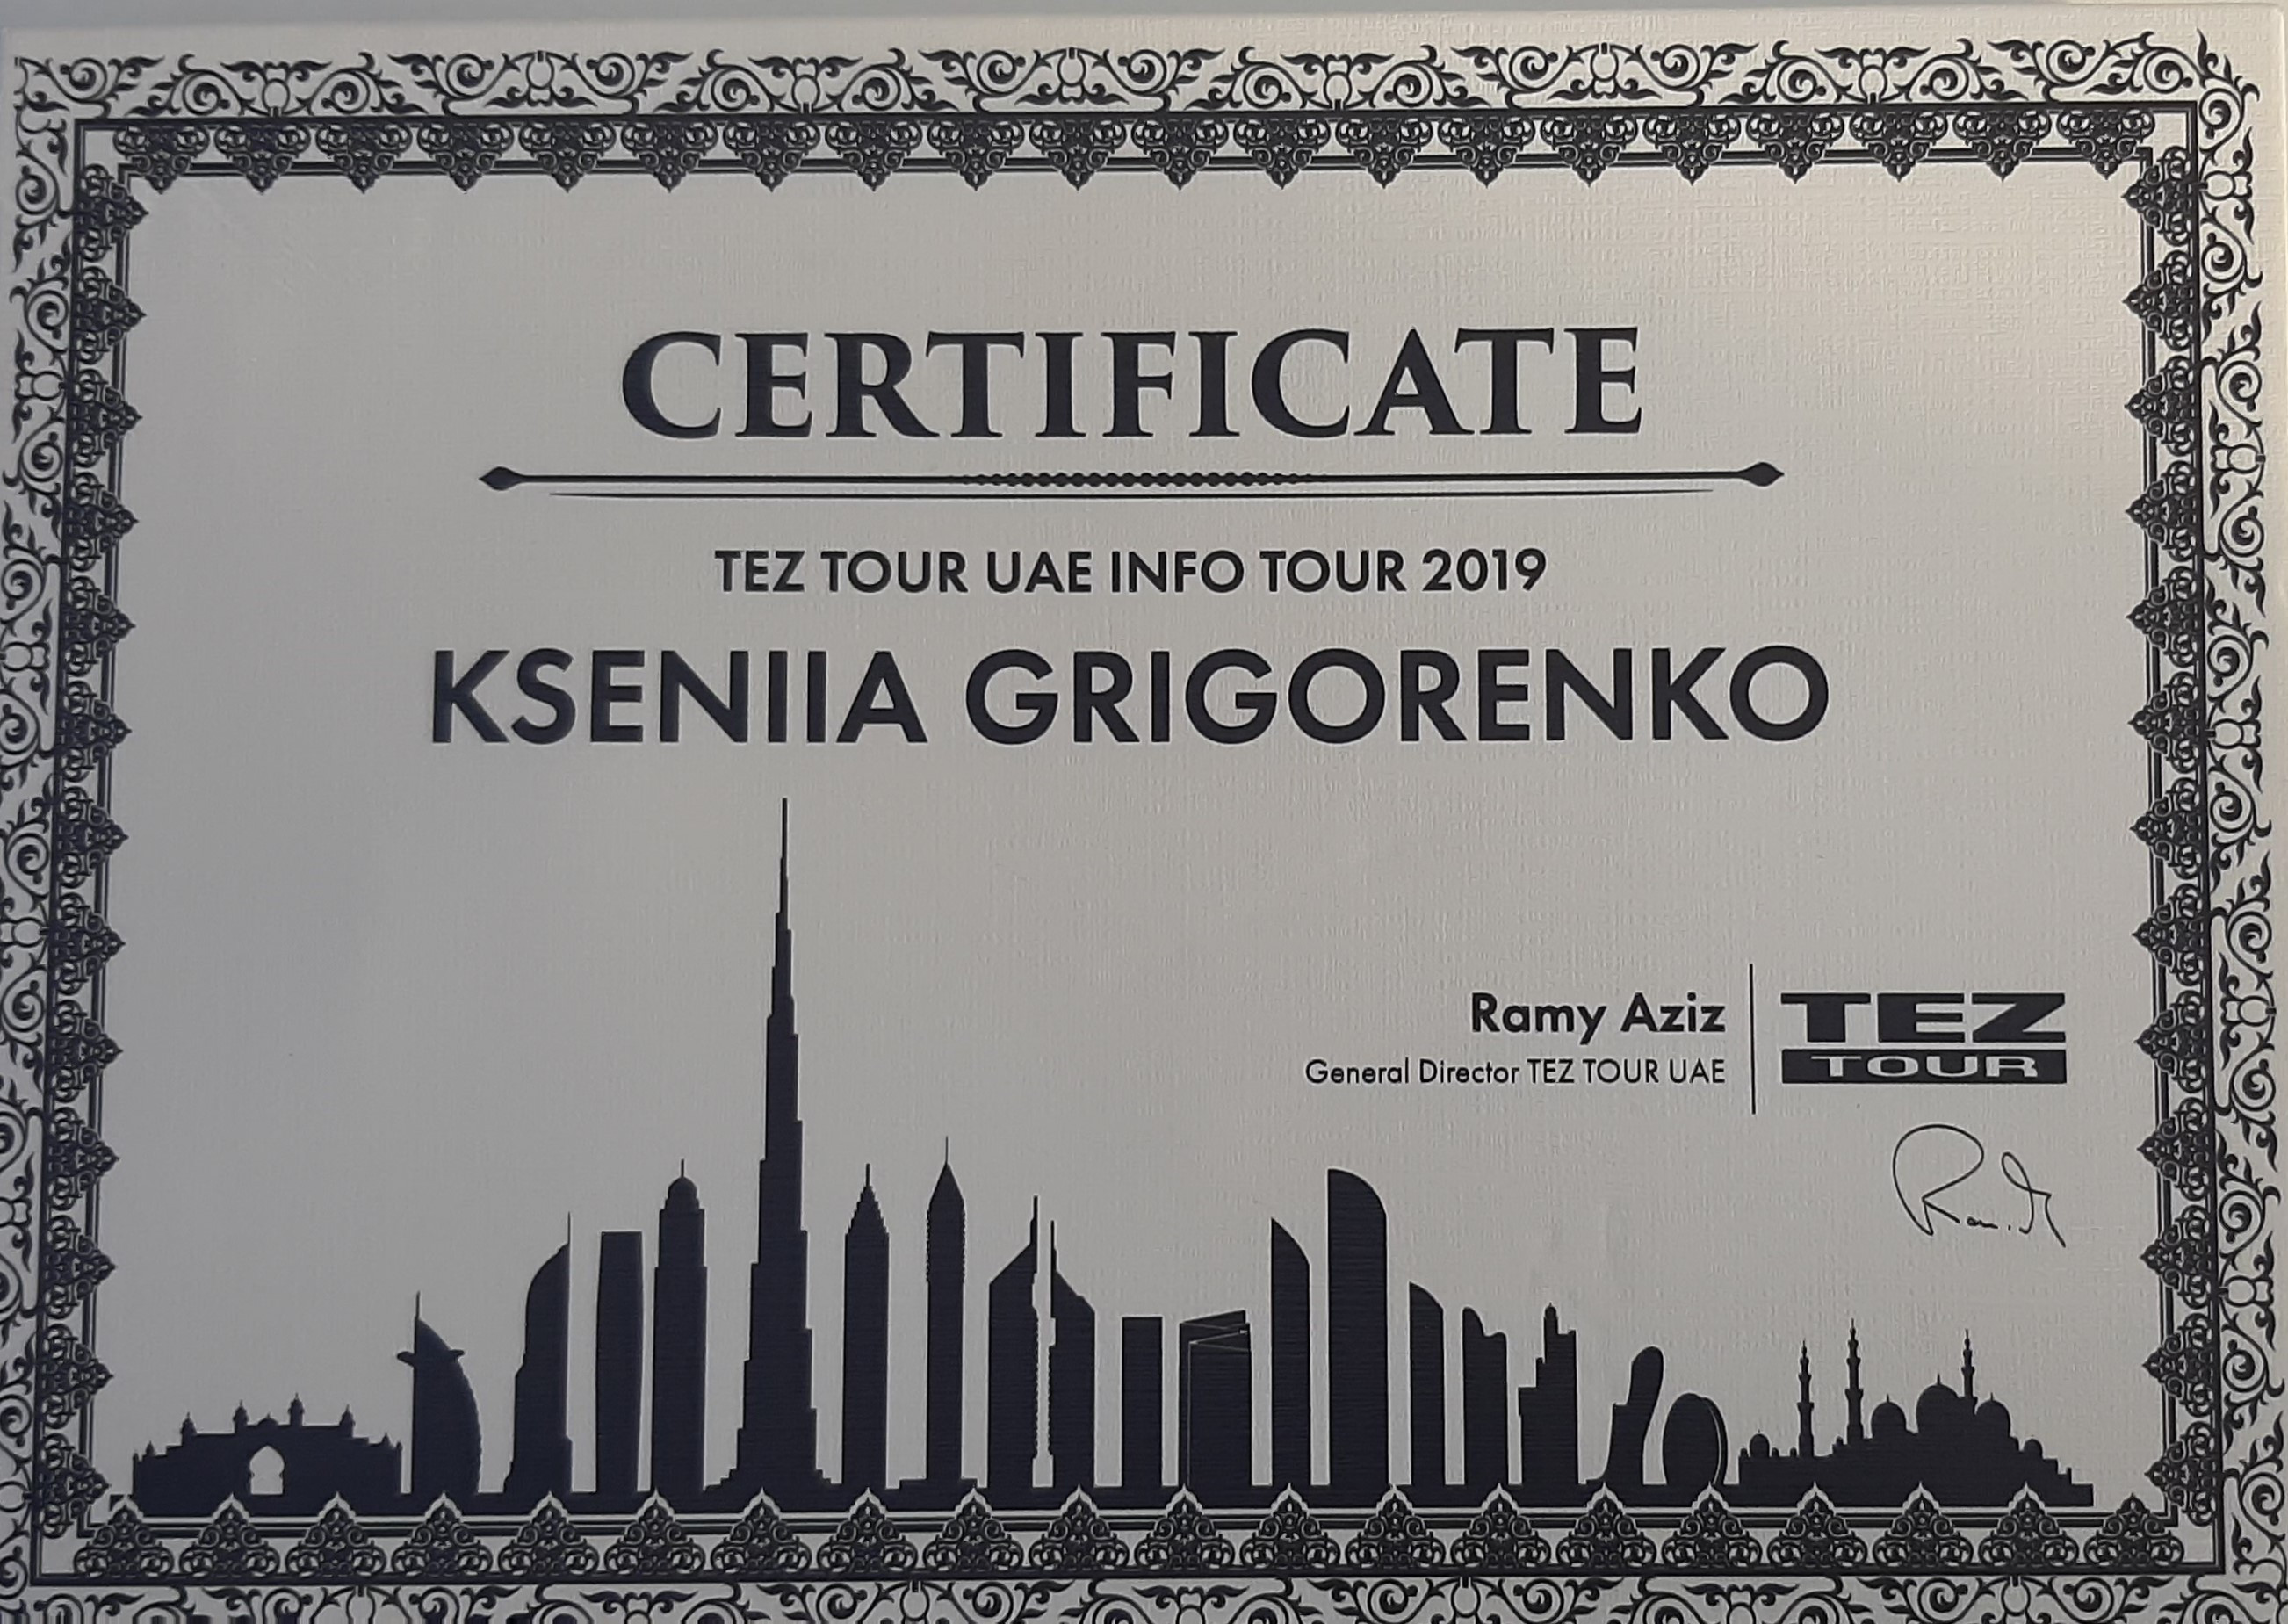 CERTIFICATE
TEZ TOUR UAE INFO TOUR 2019
KSENIIA GRIGORENKO
Ramy Aziz
General Director TEZ TOUR UAE
TEZ
TOUR